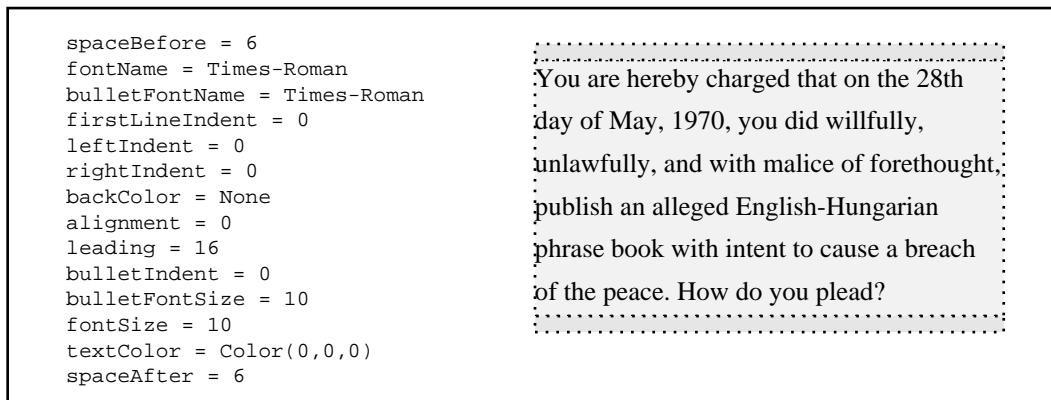 spaceBefore = 6
fontName = Times-Roman
bulletFontName = Times-Roman
firstLineIndent = 0
leftIndent = 0
rightIndent = 0
backColor = None
alignment = 0
leading = 16
bulletIndent = 0
bulletFontSize = 10
fontSize = 10
textColor = Color(0,0,0)
spaceAfter = 6
You are hereby charged that on the 28th
day of May, 1970, you did willfully,
unlawfully, and with malice of forethought,
publish an alleged English-Hungarian
phrase book with intent to cause a breach
of the peace. How do you plead?